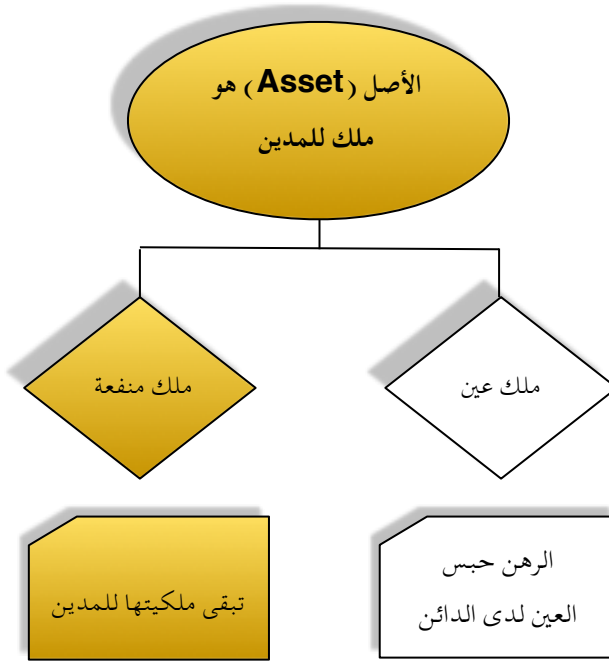 الأصل (Asset) هو
ملك للمدين
ملك عين
ملك منفعة
الرهن حبس
العين لدى الدائن
تبقى ملكيتها للمدين